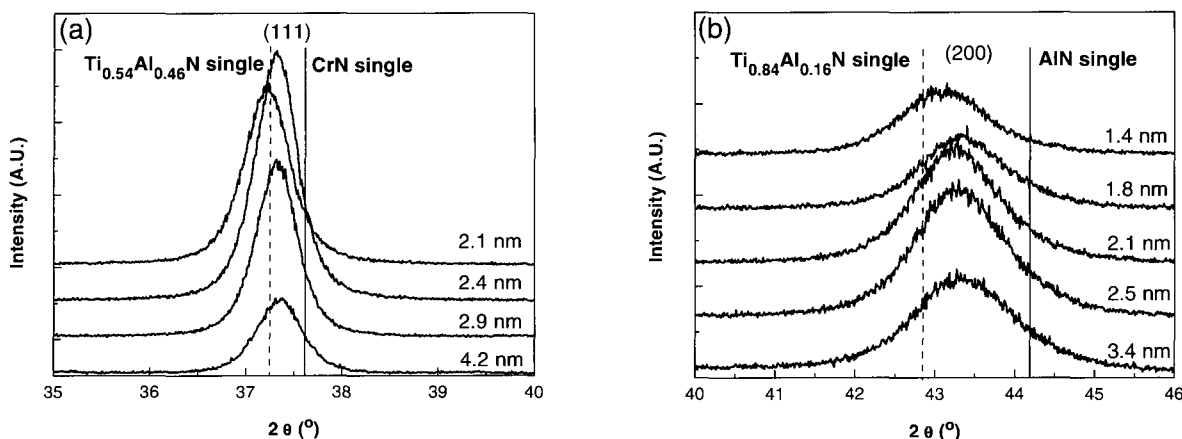 (a)
(111)
Ti0.54Al0.46N single
CrN single
2.1 nm
2.4 nm
2.9 nm
4.2 nm
Intensity (A.U.)
35 36 37 38 39 40
2 θ (°)
(b)
Ti0.84Al0.16N single
(200)
AlN single
1.4 nm
1.8 nm
2.1 nm
2.5 nm
3.4 nm
Intensity (A.U.)
40 41 42 43 44 45 46
2 θ (°)